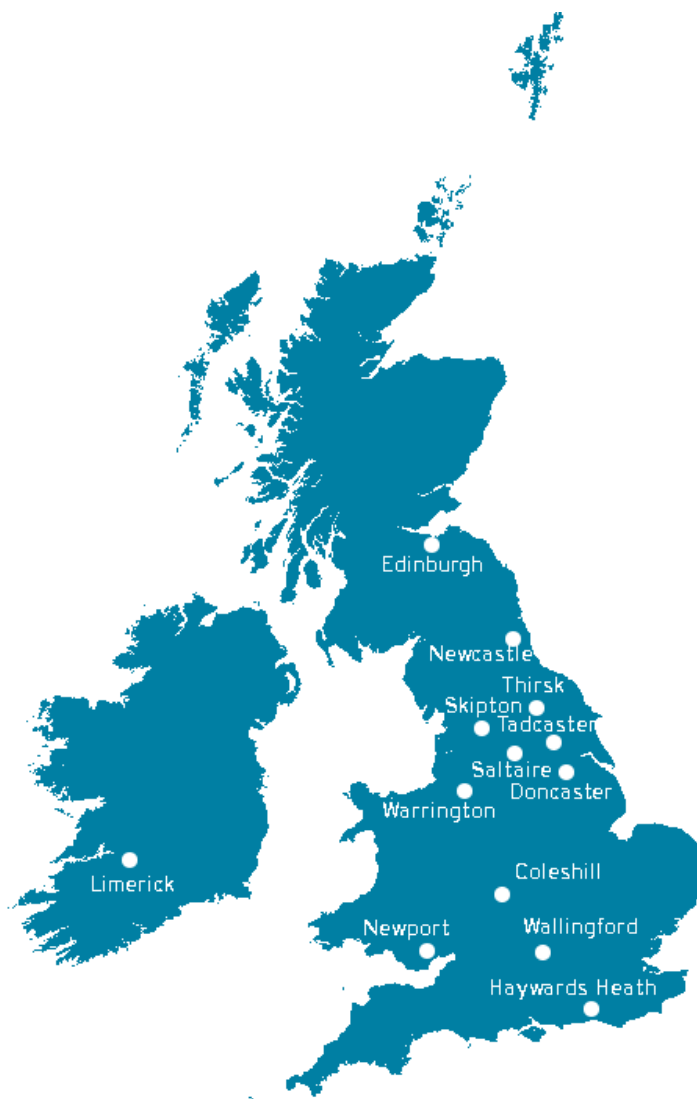 Edinburgh
Newcastle
Thirsk
Skipton
Tadcaster
Saltaire
Doncaster
Warrington
Coleshill
Limerick
Newport
Wallingford
Haywards Heath